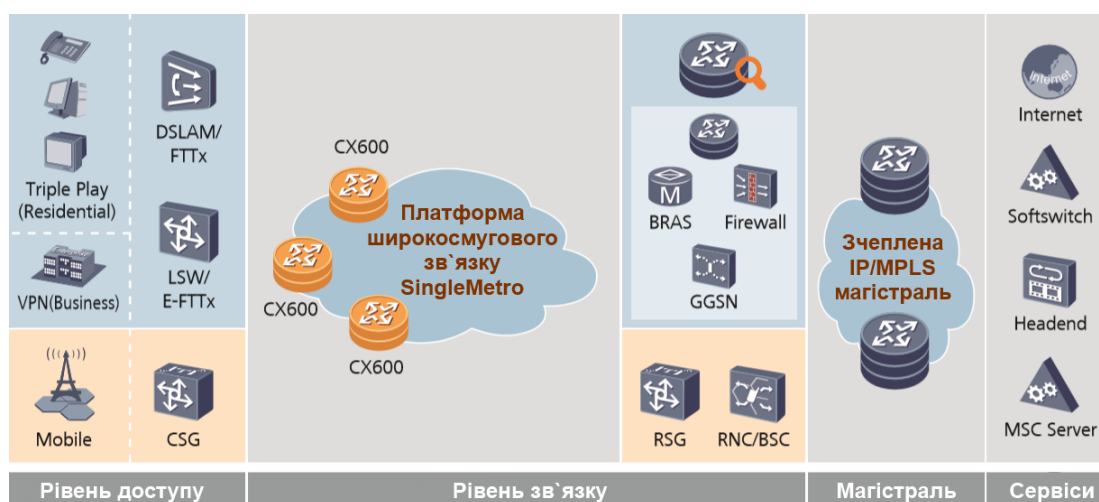 DSLAM/
FTTx
Triple Play
(Residential)
VPN(Business)
LSW/
E-FTTx
Mobile
CSG
CX600
Платформа
широкосмугового
зв`язку
SingleMetro
CX600
CX600
M
BRAS
Firewall
GGSN
RSG
RNC/BSC
Зчеплена
IP/MPLS
магістраль
Internet
Internet
Softswitch
Headend
MSC Server
Рівень доступу
Рівень зв`язку
Магістраль
Сервіси